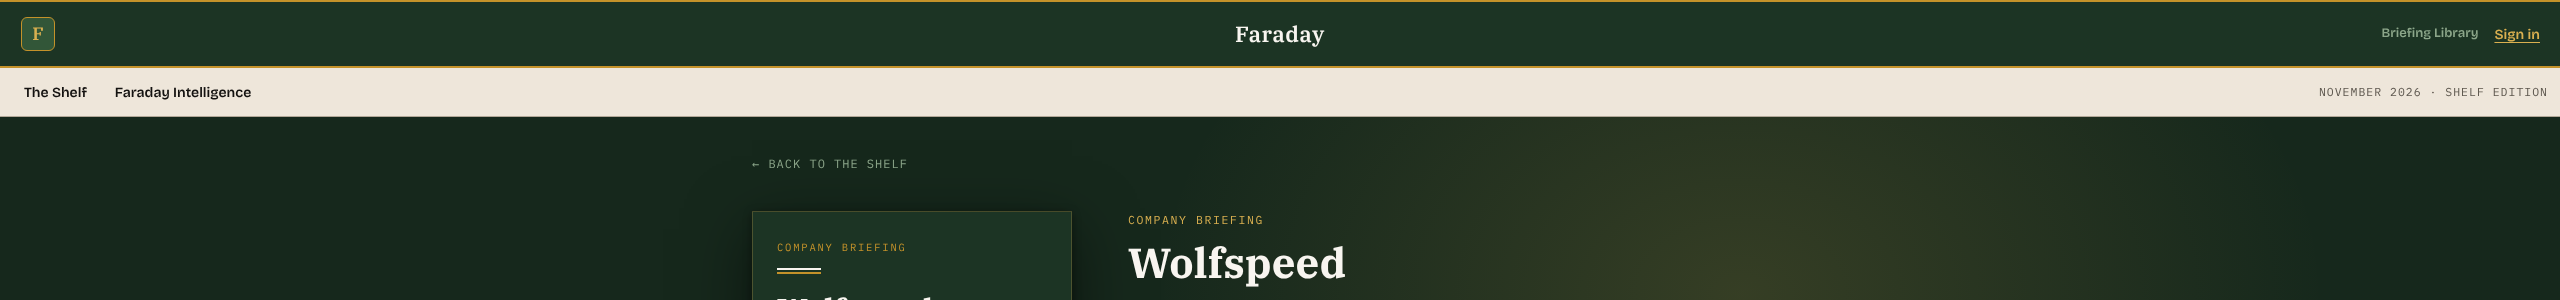 F
Faraday
Briefing Library Sign in
The Shelf Faraday Intelligence
NOVEMBER 2026 · SHELF EDITION
← BACK TO THE SHELF
COMPANY BRIEFING
COMPANY BRIEFING
Wolfspeed
Wolfspeed